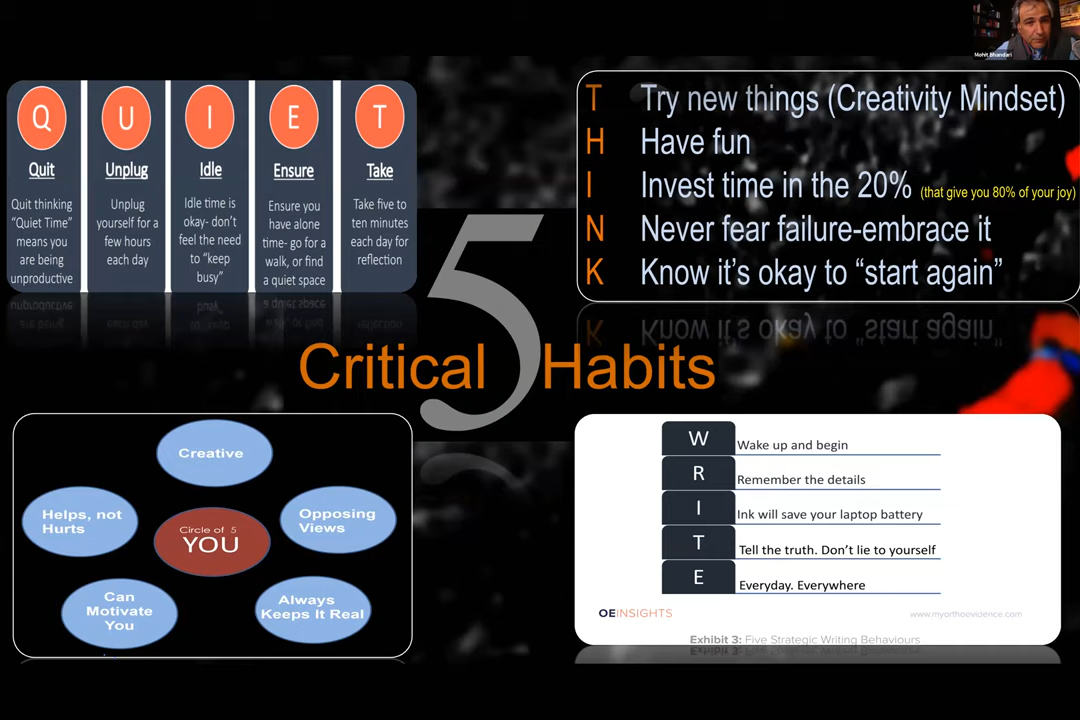 Mohit Bhandari
Q U I E T
Quit
Quit thinking
"Quiet Time"
means you
are being
unproductive
Unplug
Unplug
yourself for a
few hours
each day
Idle
Idle time is
okay- don't
feel the need
to "keep
busy"
Ensure
Ensure you
have alone
time- go for a
walk, or find
a quiet space
Take
Take five to
ten minutes
each day for
reflection
T Try new things (Creativity Mindset)
H Have fun
I Invest time in the 20% (that give you 80% of your joy)
N Never fear failure-embrace it
K Know it's okay to "start again"
5
Critical Habits
Creative
Helps, not
Hurts
Circle of 5
YOU
Opposing
Views
Can
Motivate
You
Always
Keeps It Real
W Wake up and begin
R Remember the details
I Ink will save your laptop battery
T Tell the truth. Don't lie to yourself
E Everyday. Everywhere
OEINSIGHTS
www.myorthoevidence.com
Exhibit 3: Five Strategic Writing Behaviours